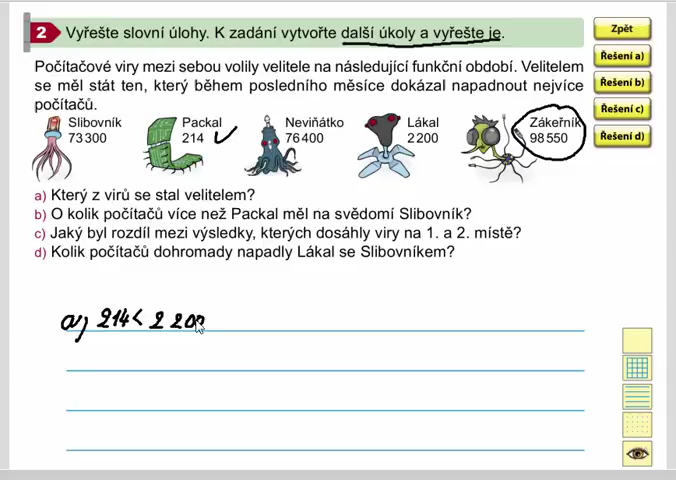 2 Vyřešte slovní úlohy. K zadání vytvořte další úkoly a vyřešte je.
Zpět
Řešení a)
Řešení b)
Řešení c)
Řešení d)
Počítačové viry mezi sebou volily velitele na následující funkční období. Velitelem
se měl stát ten, který během posledního měsíce dokázal napadnout nejvíce
počítačů.
Slibovník
73 300
Packal
214
Neviňátko
76 400
Lákal
2 200
Zákeřník
98 550
a) Který z virů se stal velitelem?
b) O kolik počítačů více než Packal měl na svědomí Slibovník?
c) Jaký byl rozdíl mezi výsledky, kterých dosáhly viry na 1. a 2. místě?
d) Kolik počítačů dohromady napadly Lákal se Slibovníkem?
a) 214 < 2 200